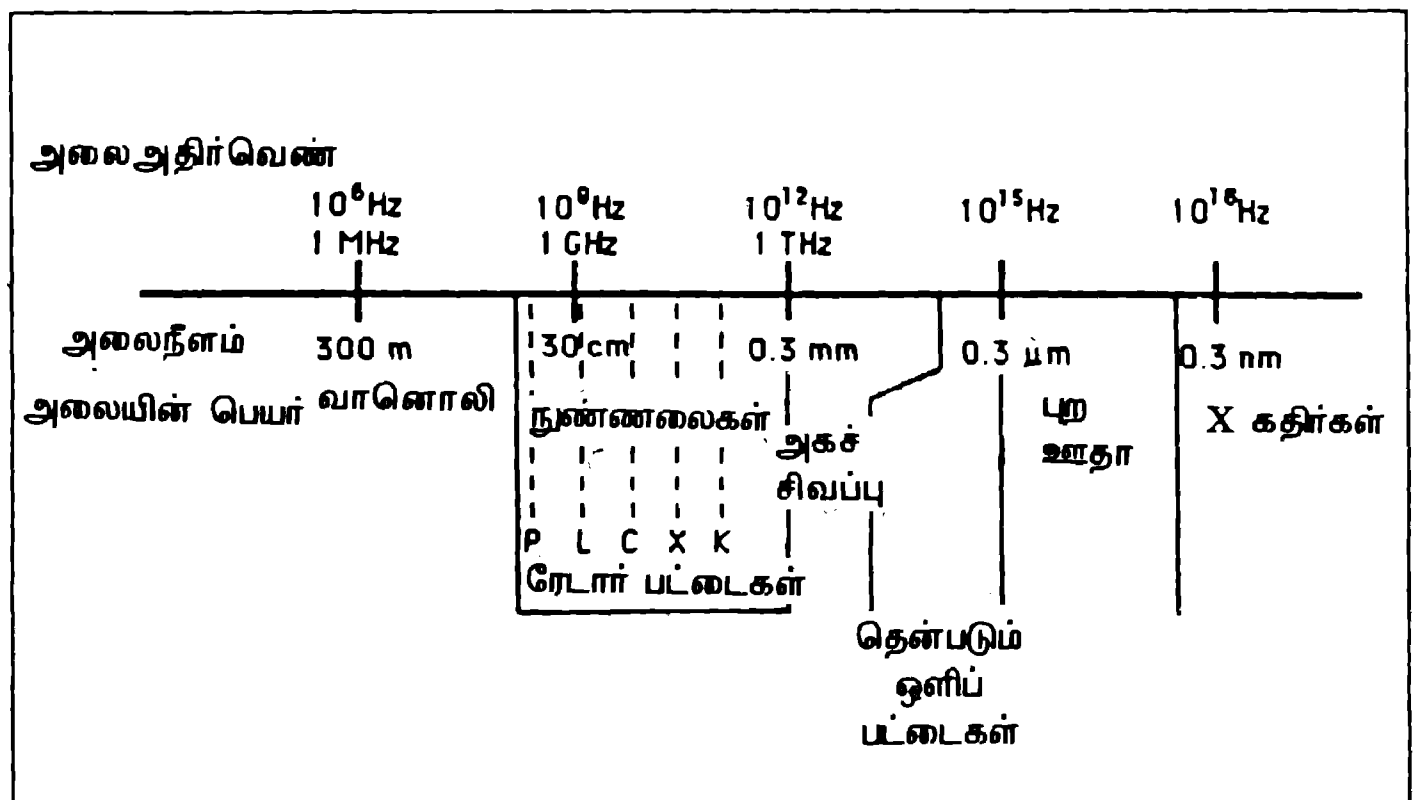 அலை அதிர்வெண்
10⁶Hz 10⁹Hz 10¹²Hz 10¹⁵Hz 10¹⁸Hz
1 MHz 1 GHz 1 THz
அலைநீளம் 300 m 30 cm 0.3 mm 0.3 µm 0.3 nm
அலையின் பெயர் வானொலி நுண்ணலைகள் அகச் புற X கதிர்கள்
சிவப்பு ஊதா
P L C X K
ரேடார் பட்டைகள்
தென்படும்
ஒளிப்
பட்டைகள்